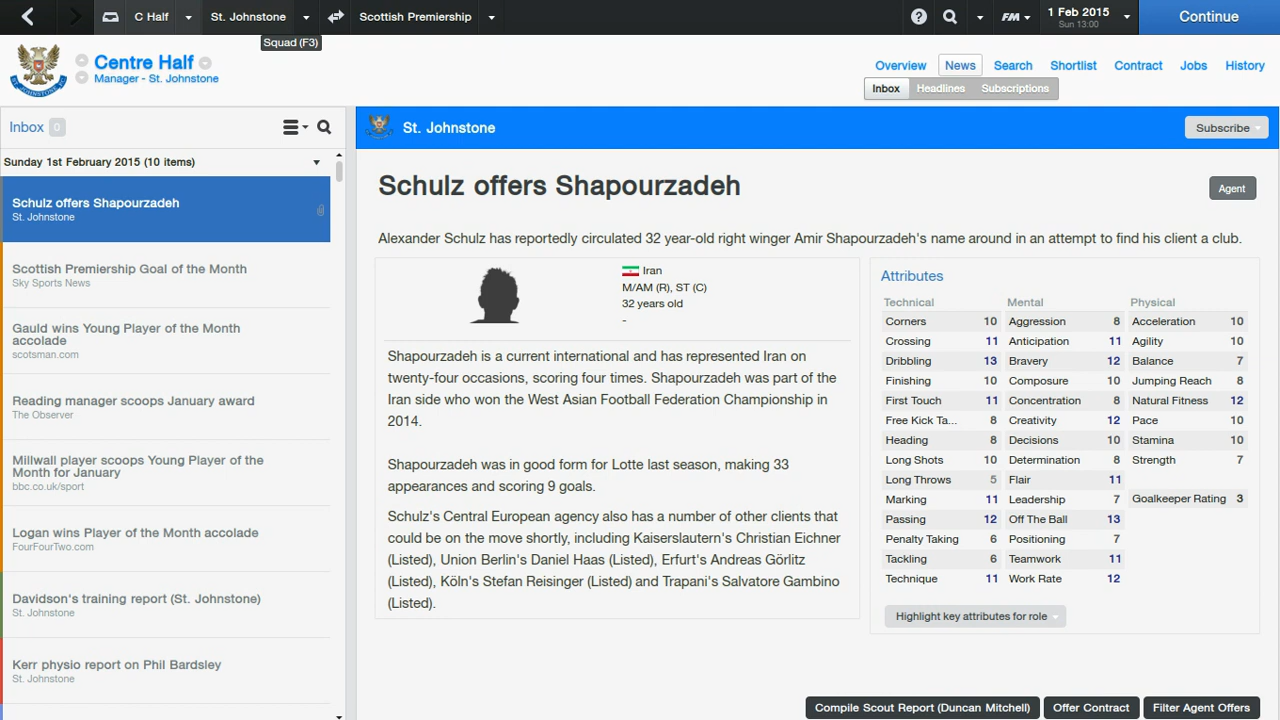 C Half
St. Johnstone
Scottish Premiership
FM
1 Feb 2015
Sun 13:00
Continue
Squad (F3)
Centre Half
Manager - St. Johnstone
Overview
News
Search
Shortlist
Contract
Jobs
History
Inbox
Headlines
Subscriptions
Inbox 0
St. Johnstone
Subscribe
Sunday 1st February 2015 (10 items)
Schulz offers Shapourzadeh
St. Johnstone
Scottish Premiership Goal of the Month
Sky Sports News
Gauld wins Young Player of the Month
accolade
scotsman.com
Reading manager scoops January award
The Observer
Millwall player scoops Young Player of the
Month for January
bbc.co.uk/sport
Logan wins Player of the Month accolade
FourFourTwo.com
Davidson's training report (St. Johnstone)
St. Johnstone
Kerr physio report on Phil Bardsley
St. Johnstone
Schulz offers Shapourzadeh
Agent
Alexander Schulz has reportedly circulated 32 year-old right winger Amir Shapourzadeh's name around in an attempt to find his client a club.
Iran
M/AM (R), ST (C)
32 years old
-
Shapourzadeh is a current international and has represented Iran on
twenty-four occasions, scoring four times. Shapourzadeh was part of the
Iran side who won the West Asian Football Federation Championship in
2014.
Shapourzadeh was in good form for Lotte last season, making 33
appearances and scoring 9 goals.
Schulz's Central European agency also has a number of other clients that
could be on the move shortly, including Kaiserslautern's Christian Eichner
(Listed), Union Berlin's Daniel Haas (Listed), Erfurt's Andreas Görlitz
(Listed), Köln's Stefan Reisinger (Listed) and Trapani's Salvatore Gambino
(Listed).
Attributes
Technical Mental Physical
Corners 10 Aggression 8 Acceleration 10
Crossing 11 Anticipation 11 Agility 10
Dribbling 13 Bravery 12 Balance 7
Finishing 10 Composure 10 Jumping Reach 8
First Touch 11 Concentration 8 Natural Fitness 12
Free Kick Ta... 8 Creativity 12 Pace 10
Heading 8 Decisions 10 Stamina 10
Long Shots 10 Determination 8 Strength 7
Long Throws 5 Flair 11
Marking 11 Leadership 7 Goalkeeper Rating 3
Passing 12 Off The Ball 13
Penalty Taking 6 Positioning 7
Tackling 6 Teamwork 11
Technique 11 Work Rate 12
Highlight key attributes for role
Compile Scout Report (Duncan Mitchell)
Offer Contract
Filter Agent Offers